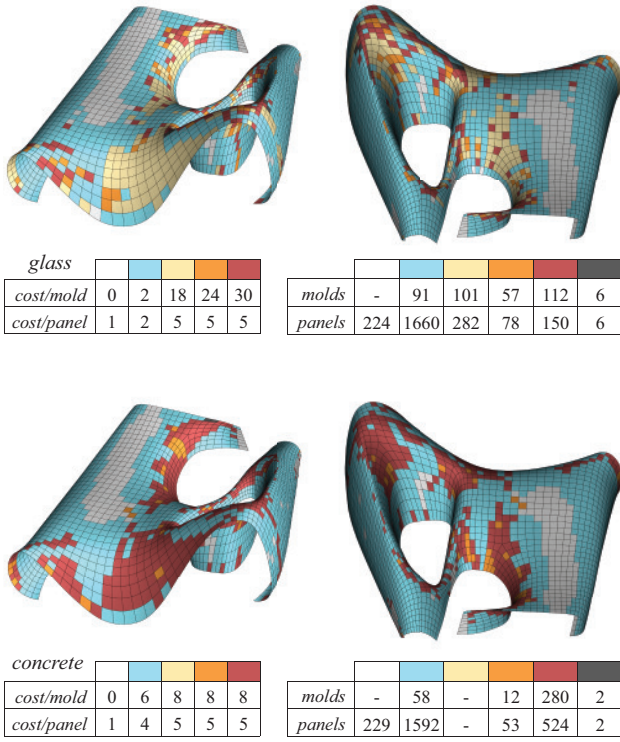 glass
cost/mold 0 2 18 24 30
cost/panel 1 2 5 5 5
molds - 91 101 57 112 6
panels 224 1660 282 78 150 6
concrete
cost/mold 0 6 8 8 8
cost/panel 1 4 5 5 5
molds - 58 - 12 280 2
panels 229 1592 - 53 524 2